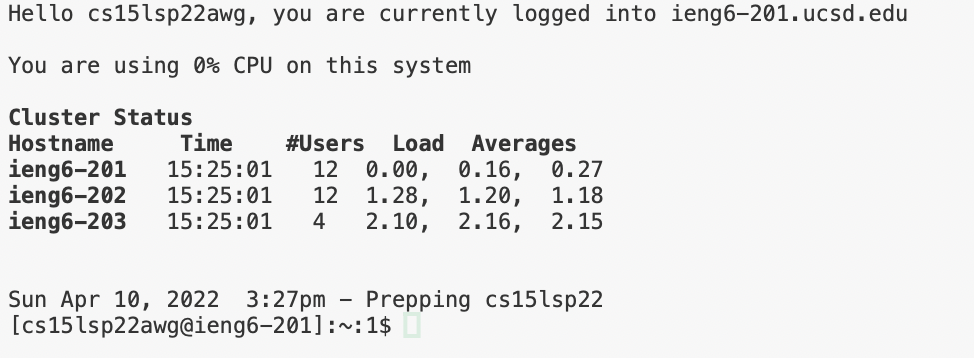 Hello cs15lsp22awg, you are currently logged into ieng6-201.ucsd.edu
You are using 0% CPU on this system
Cluster Status
Hostname     Time    #Users  Load  Averages
ieng6-201   15:25:01   12  0.00,  0.16,  0.27
ieng6-202   15:25:01   12  1.28,  1.20,  1.18
ieng6-203   15:25:01   4   2.10,  2.16,  2.15
Sun Apr 10, 2022  3:27pm - Prepping cs15lsp22
[cs15lsp22awg@ieng6-201]:~:1$